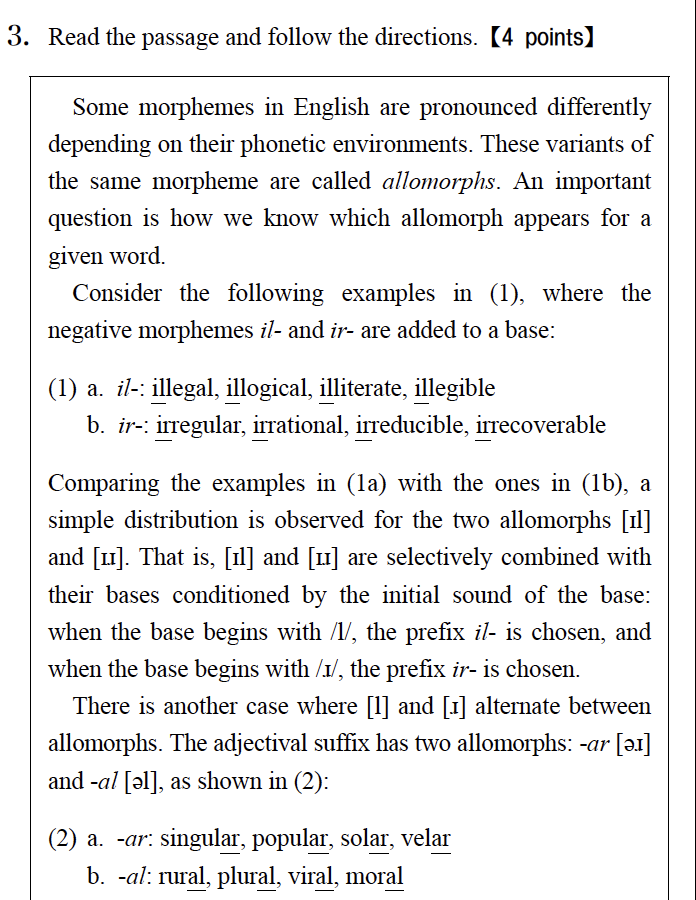 3. Read the passage and follow the directions. 【4 points】
Some morphemes in English are pronounced differently
depending on their phonetic environments. These variants of
the same morpheme are called allomorphs. An important
question is how we know which allomorph appears for a
given word.
Consider the following examples in (1), where the
negative morphemes il- and ir- are added to a base:
(1) a. il-: illegal, illogical, illiterate, illegible
b. ir-: irregular, irrational, irreducible, irrecoverable
Comparing the examples in (1a) with the ones in (1b), a
simple distribution is observed for the two allomorphs [ɪl]
and [ɪɹ]. That is, [ɪl] and [ɪɹ] are selectively combined with
their bases conditioned by the initial sound of the base:
when the base begins with /l/, the prefix il- is chosen, and
when the base begins with /ɹ/, the prefix ir- is chosen.
There is another case where [l] and [ɹ] alternate between
allomorphs. The adjectival suffix has two allomorphs: -ar [əɹ]
and -al [əl], as shown in (2):
(2) a. -ar: singular, popular, solar, velar
b. -al: rural, plural, viral, moral